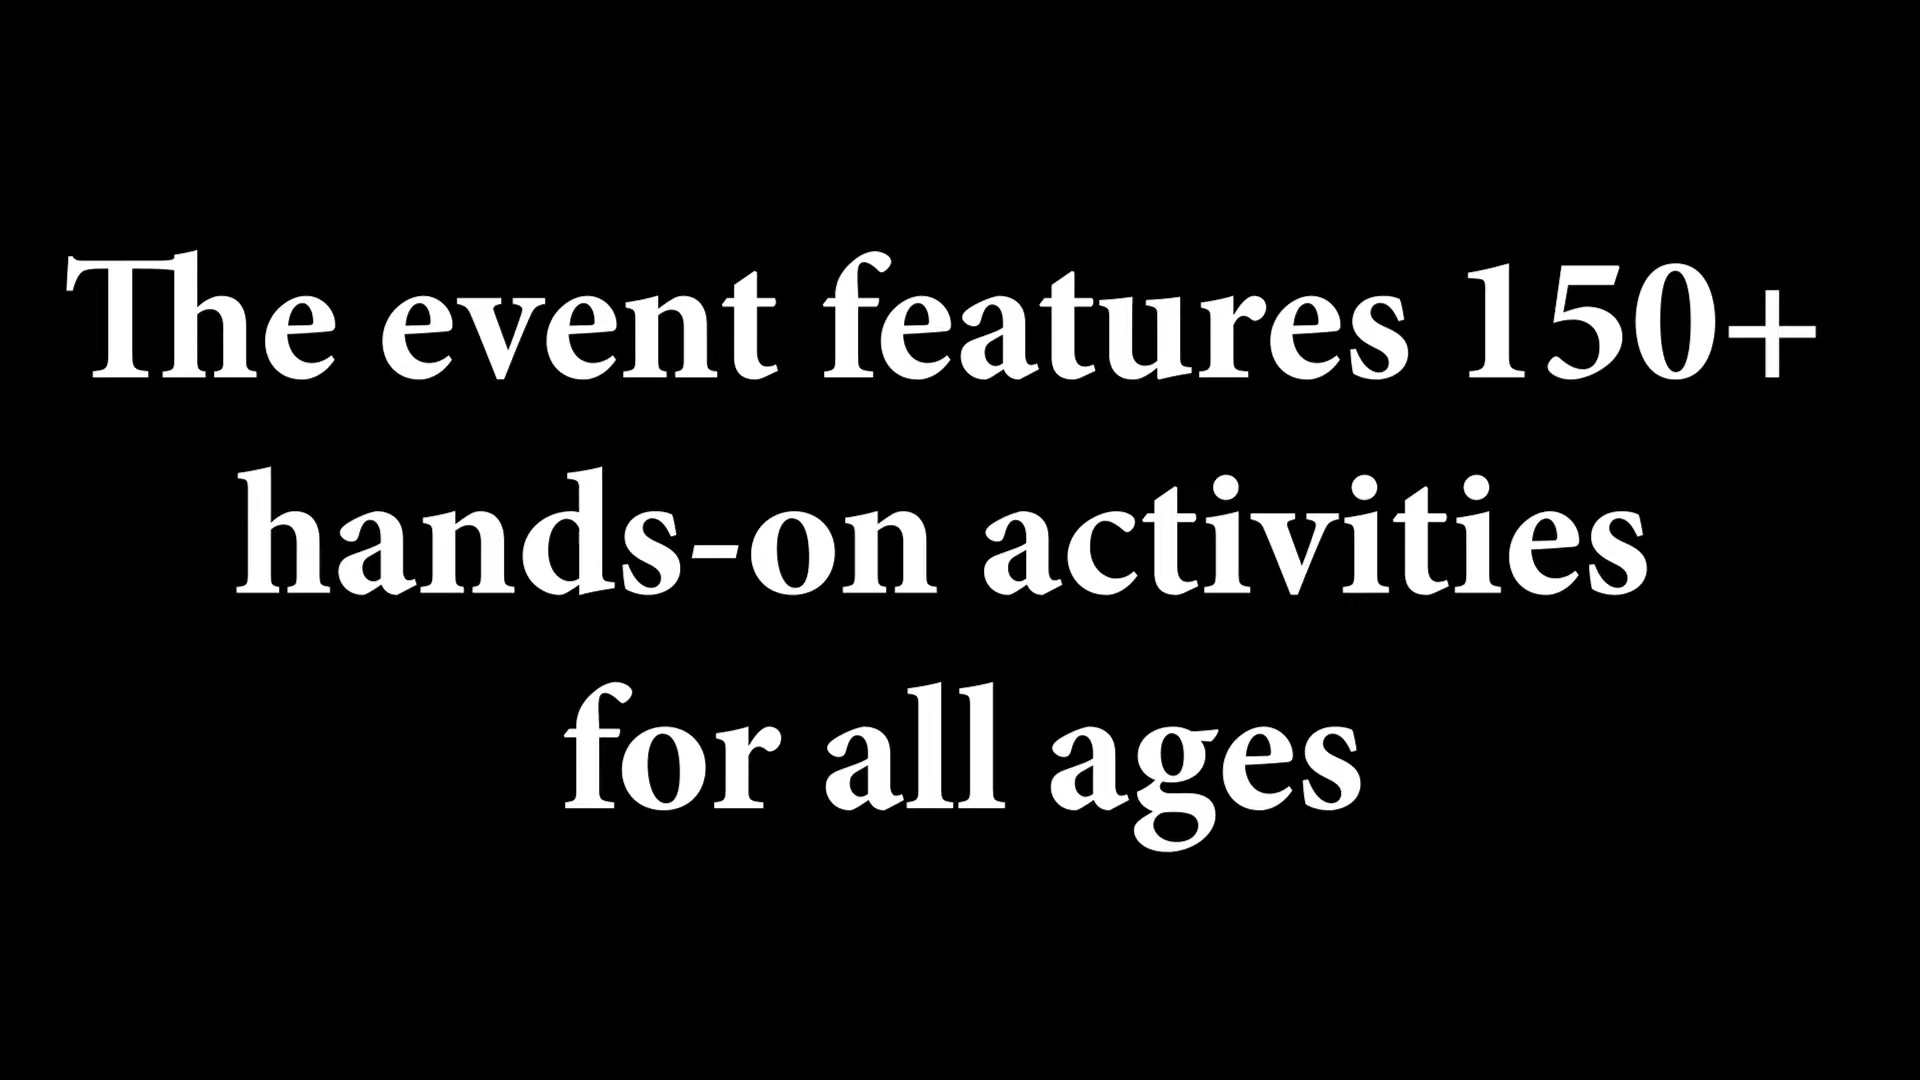 The event features 150+
hands-on activities
for all ages